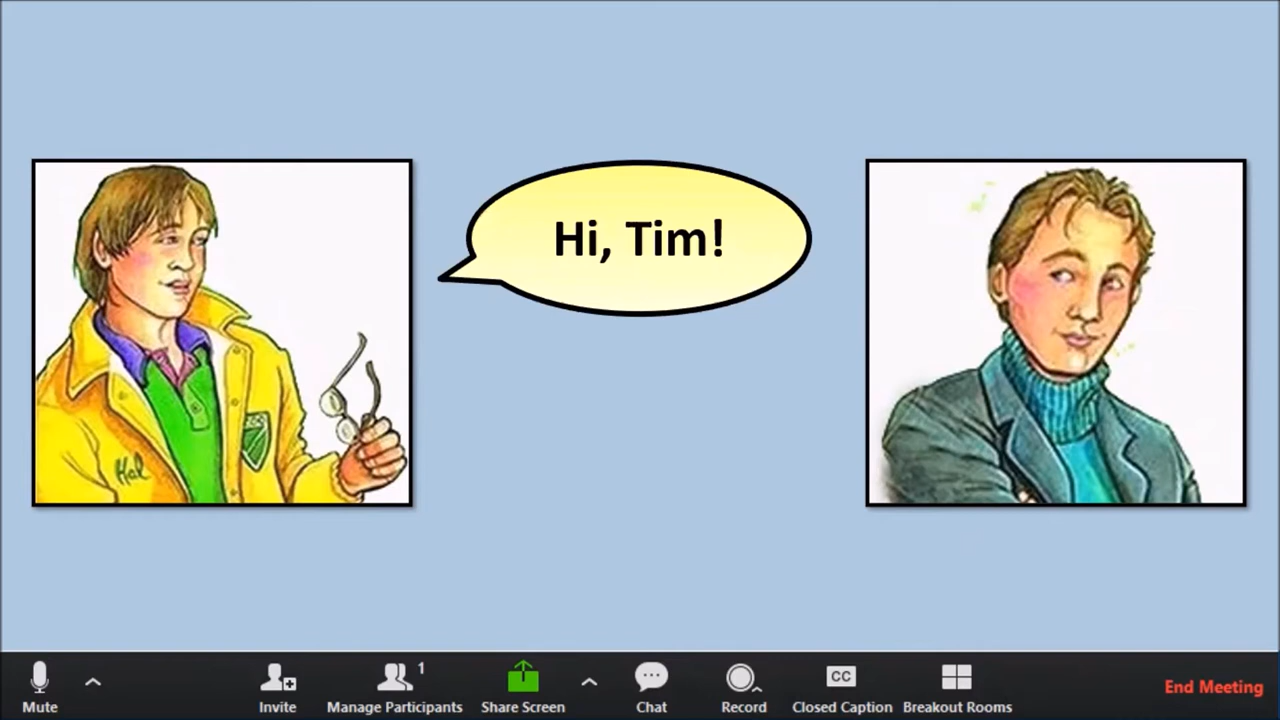 Hi, Tim!
Hal
Mute
Invite
Manage Participants
1
Share Screen
Chat
Record
CC
Closed Caption
Breakout Rooms
End Meeting